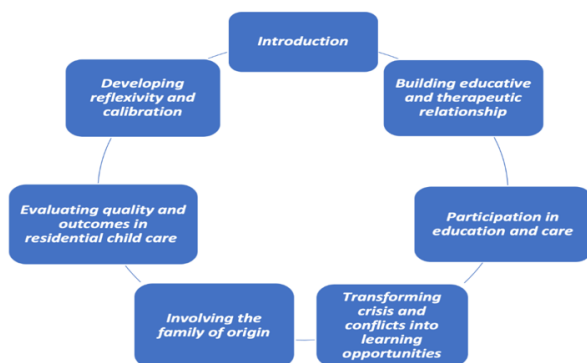 Introduction
Building educative
and therapeutic
relationship
Participation in
education and care
Transforming
crisis and
conflicts into
learning
opportunities
Involving the
family of origin
Evaluating quality and
outcomes in
residential child care
Developing
reflexivity and
calibration